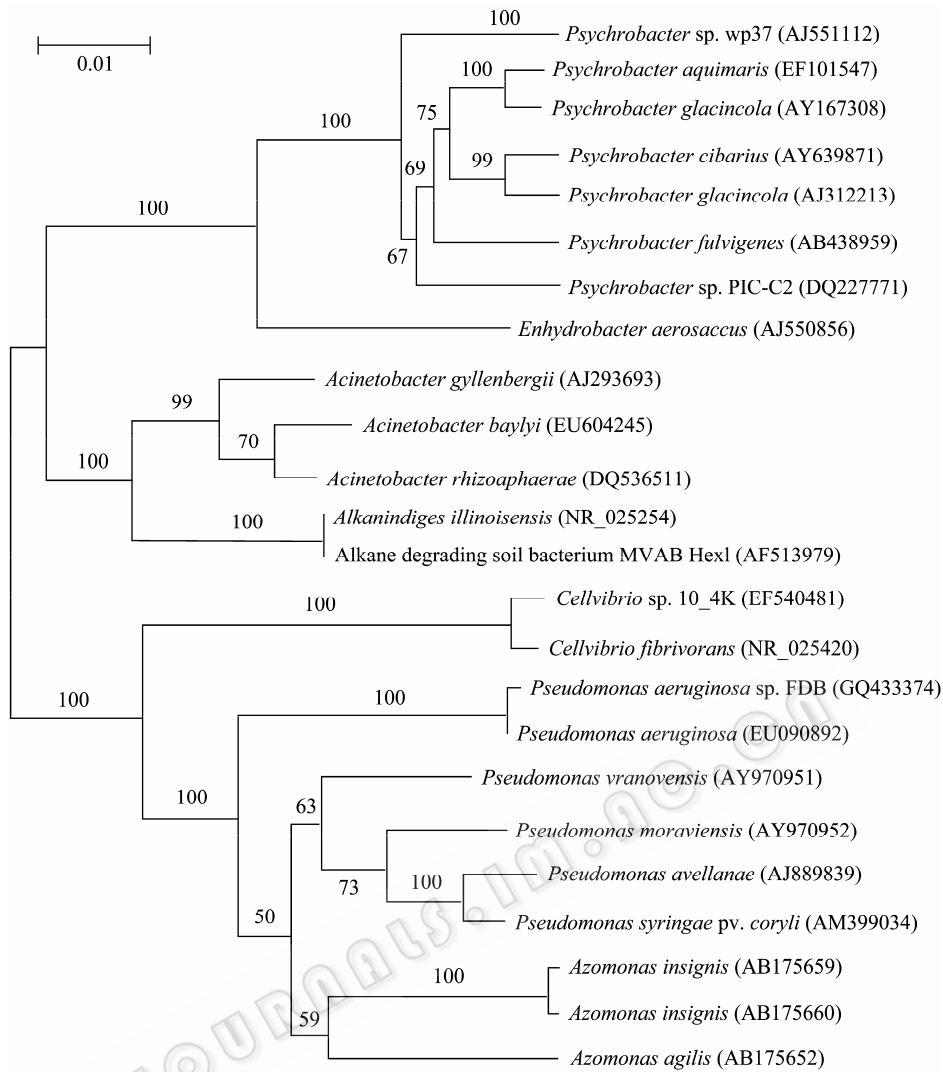 100
Psychrobacter sp. wp37 (AJ551112)
0.01
100
Psychrobacter aquimaris (EF101547)
Psychrobacter glacincola (AY167308)
75
100
99
Psychrobacter cibarius (AY639871)
69
Psychrobacter glacincola (AJ312213)
100
67
Psychrobacter fulvigenes (AB438959)
Psychrobacter sp. PIC-C2 (DQ227771)
Enhydrobacter aerosaccus (AJ550856)
Acinetobacter gyllenbergii (AJ293693)
99
Acinetobacter baylyi (EU604245)
70
100
Acinetobacter rhizoaphaerae (DQ536511)
100
Alkanindiges illinoisensis (NR_025254)
Alkane degrading soil bacterium MVAB Hexl (AF513979)
100
Cellvibrio sp. 10_4K (EF540481)
Cellvibrio fibrivorans (NR_025420)
100
100
Pseudomonas aeruginosa sp. FDB (GQ433374)
Pseudomonas aeruginosa (EU090892)
100
Pseudomonas vranovensis (AY970951)
63
Pseudomonas moraviensis (AY970952)
73
100
Pseudomonas avellanae (AJ889839)
50
Pseudomonas syringae pv. coryli (AM399034)
100
Azomonas insignis (AB175659)
59
Azomonas insignis (AB175660)
Azomonas agilis (AB175652)
JOURNALS.IM.AC.CN